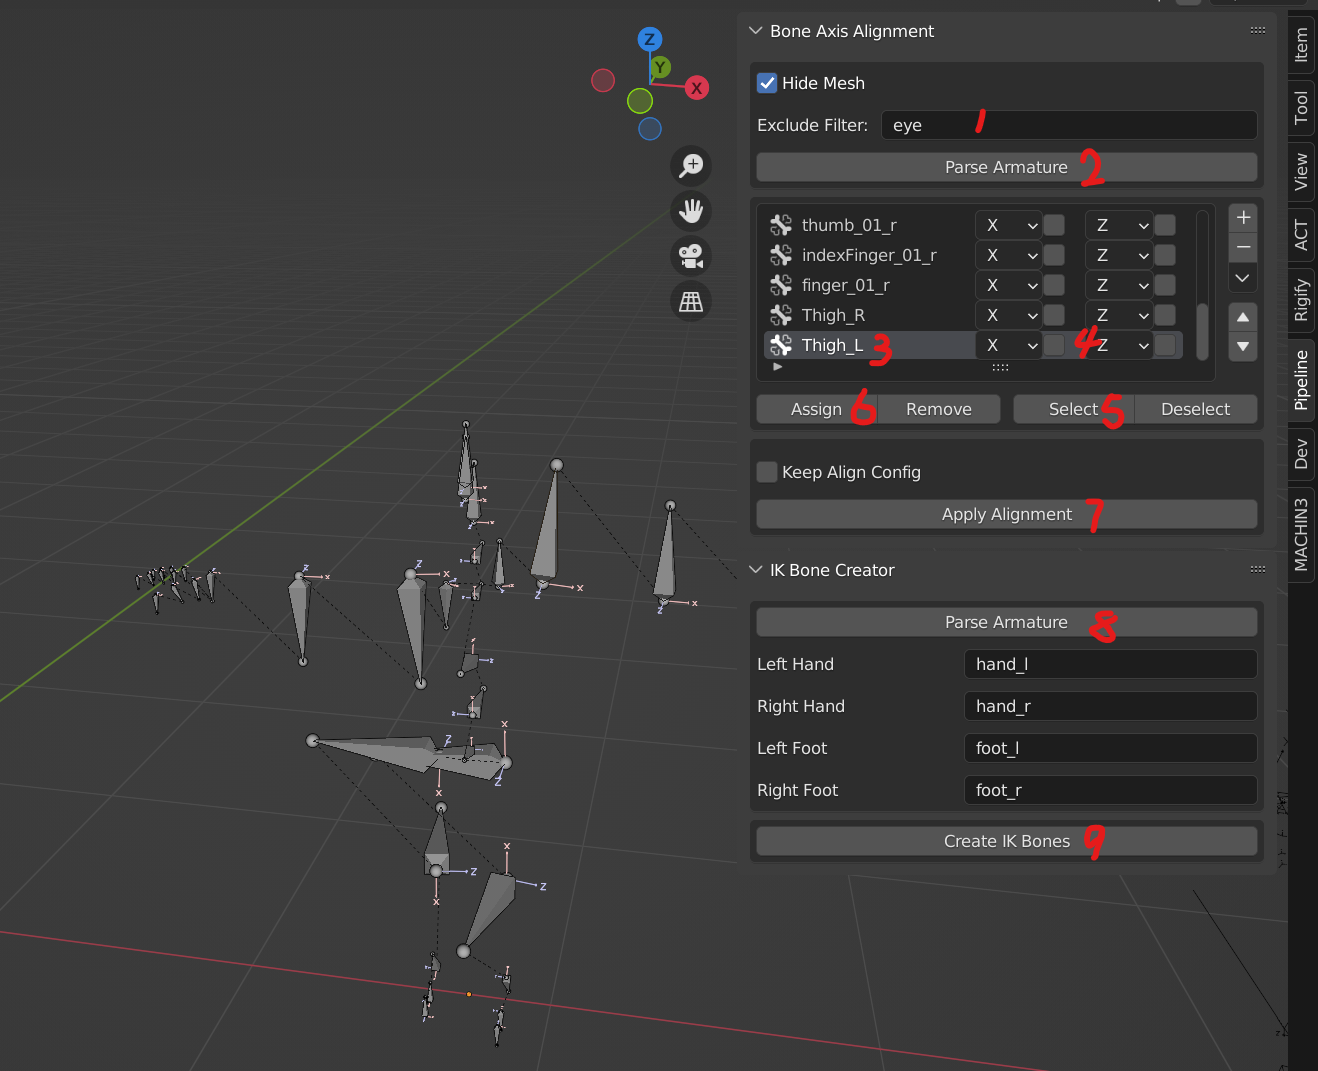 Bone Axis Alignment
Hide Mesh
Exclude Filter: eye 1
Parse Armature 2
thumb_01_r X Z
indexFinger_01_r X Z
finger_01_r X Z
Thigh_R X Z
Thigh_L 3 X 4 Z
Assign 6 Remove Select 5 Deselect
Keep Align Config
Apply Alignment 7
IK Bone Creator
Parse Armature 8
Left Hand hand_l
Right Hand hand_r
Left Foot foot_l
Right Foot foot_r
Create IK Bones 9
Item
Tool
View
ACT
Rigify
Pipeline
Dev
MACHIN3
Z
Y
X